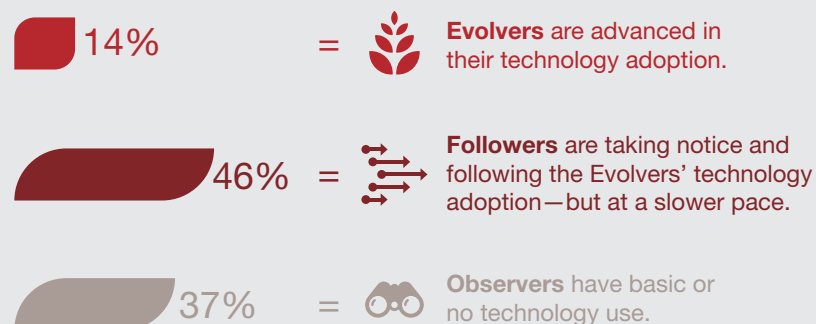 14%
=
Evolvers are advanced in
their technology adoption.
46%
=
Followers are taking notice and
following the Evolvers’ technology
adoption—but at a slower pace.
37%
=
Observers have basic or
no technology use.